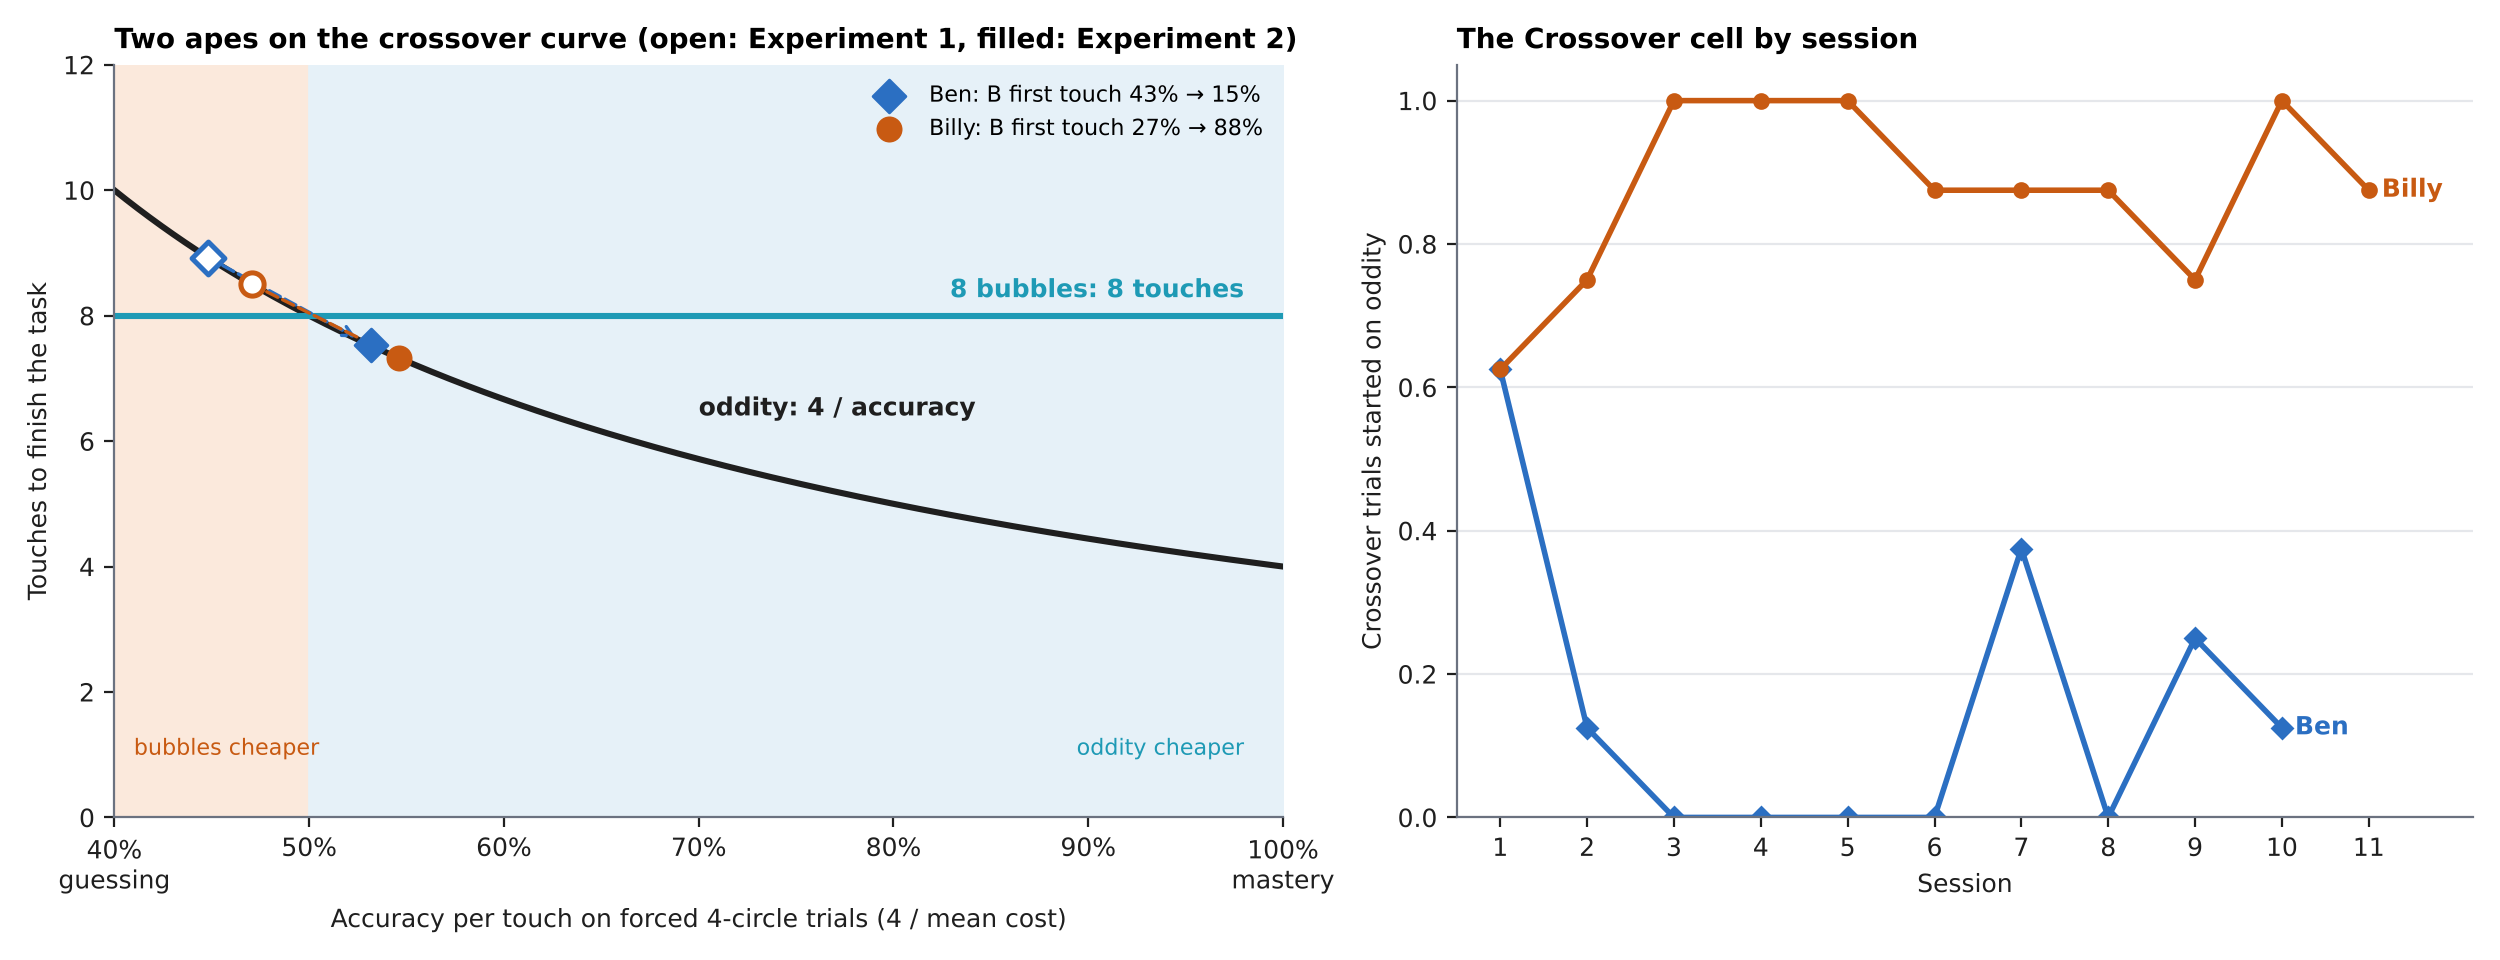 Two apes on the crossover curve (open: Experiment 1, filled: Experiment 2)
12
10
8
6
4
2
0
Touches to finish the task
Ben: B first touch 43% → 15%
Billy: B first touch 27% → 88%
8 bubbles: 8 touches
oddity: 4 / accuracy
bubbles cheaper
oddity cheaper
40%
guessing
50%
60%
70%
80%
90%
100%
mastery
Accuracy per touch on forced 4-circle trials (4 / mean cost)
The Crossover cell by session
1.0
0.8
0.6
0.4
0.2
0.0
Crossover trials started on oddity
Billy
Ben
1
2
3
4
5
6
7
8
9
10
11
Session